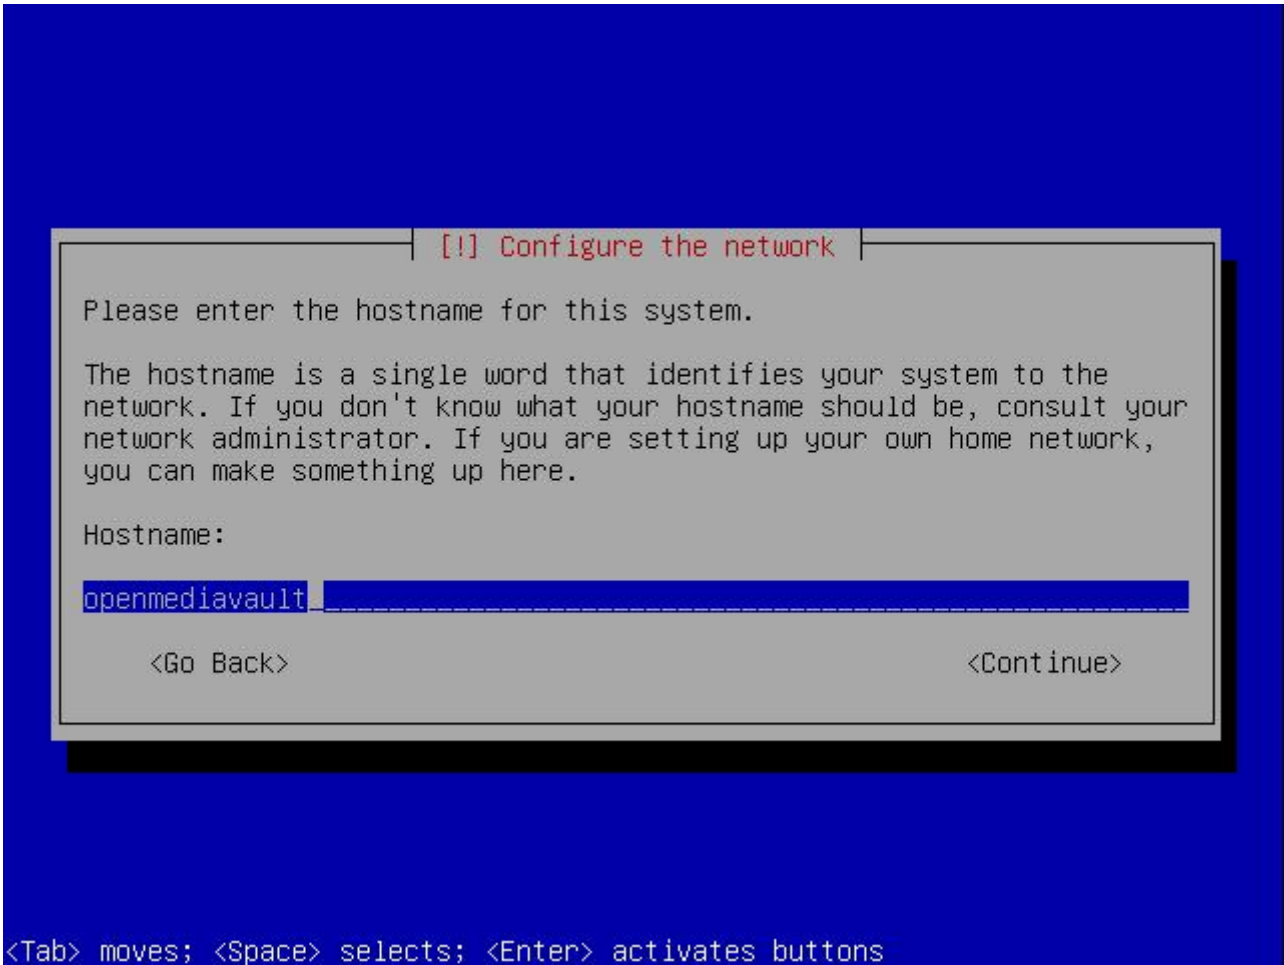 [!] Configure the network
Please enter the hostname for this system.
The hostname is a single word that identifies your system to the
network. If you don't know what your hostname should be, consult your
network administrator. If you are setting up your own home network,
you can make something up here.
Hostname:
openmediavault
<Go Back> <Continue>
<Tab> moves; <Space> selects; <Enter> activates buttons